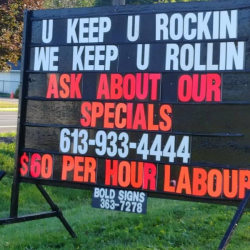 U KEEP U ROCKIN
WE KEEP U ROLLIN
ASK ABOUT OUR
SPECIALS
613-933-4444
$60 PER HOUR LABOUR
BOLD SIGNS
363-7278